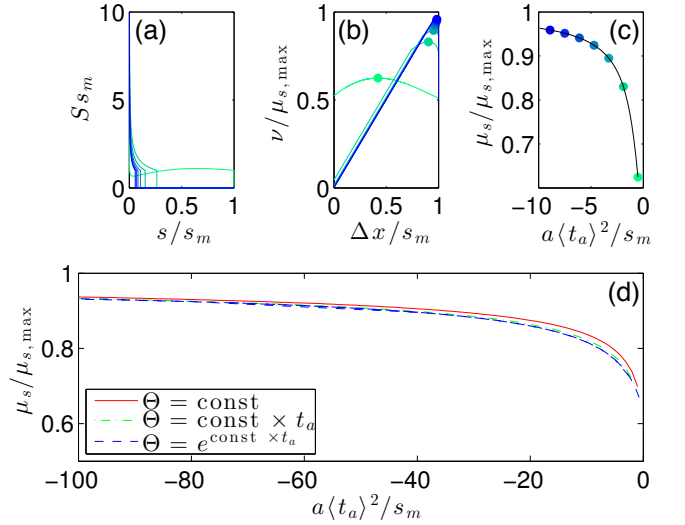 (a)
10
5
0
S s_m
0 0.5 1
s/s_m
(b)
1
0.5
0
ν/μ_{s,max}
0 0.5 1
Δx/s_m
(c)
1
0.9
0.8
0.7
μ_s/μ_{s,max}
−10 −5 0
a⟨t_a⟩²/s_m
(d)
1
0.8
0.6
μ_s/μ_{s,max}
Θ = const
Θ = const × t_a
Θ = e^{const ×t_a}
−100 −80 −60 −40 −20 0
a⟨t_a⟩²/s_m